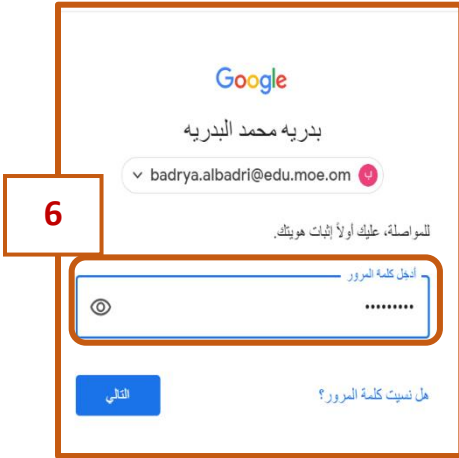 Google
بدريه محمد البدريه
badrya.albadri@edu.moe.om ب
6
للمواصلة، عليك أولاً إثبات هويتك.
أدخل كلمة المرور
•••••••••
هل نسيت كلمة المرور؟ التالي